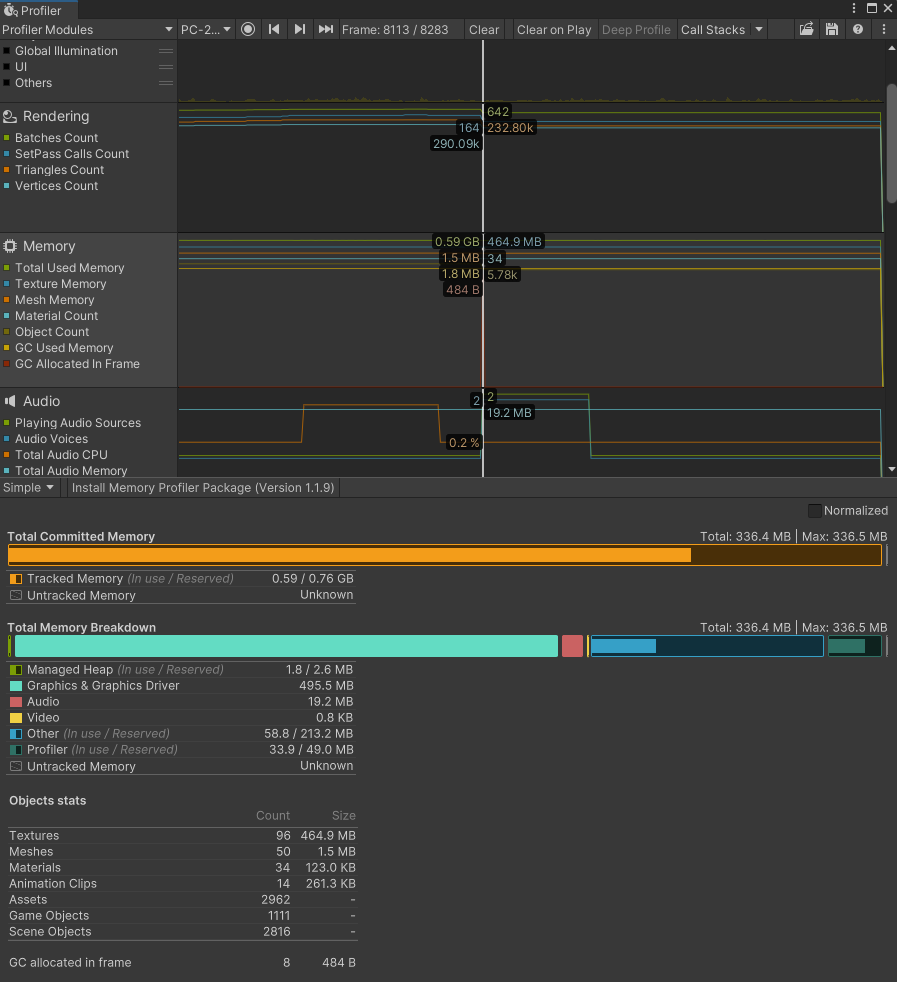 Profiler
Profiler Modules PC-2... Frame: 8113 / 8283 Clear Clear on Play Deep Profile Call Stacks
Global Illumination
UI
Others
Rendering
Batches Count
SetPass Calls Count
Triangles Count
Vertices Count
642
164 232.80k
290.09k
Memory
Total Used Memory
Texture Memory
Mesh Memory
Material Count
Object Count
GC Used Memory
GC Allocated In Frame
0.59 GB 464.9 MB
1.5 MB 34
1.8 MB 5.78k
484 B
Audio
Playing Audio Sources
Audio Voices
Total Audio CPU
Total Audio Memory
2 2
19.2 MB
0.2 %
Simple Install Memory Profiler Package (Version 1.1.9)
Normalized
Total Committed Memory Total: 336.4 MB | Max: 336.5 MB
Tracked Memory (In use / Reserved) 0.59 / 0.76 GB
Untracked Memory Unknown
Total Memory Breakdown Total: 336.4 MB | Max: 336.5 MB
Managed Heap (In use / Reserved) 1.8 / 2.6 MB
Graphics & Graphics Driver 495.5 MB
Audio 19.2 MB
Video 0.8 KB
Other (In use / Reserved) 58.8 / 213.2 MB
Profiler (In use / Reserved) 33.9 / 49.0 MB
Untracked Memory Unknown
Objects stats
Count Size
Textures 96 464.9 MB
Meshes 50 1.5 MB
Materials 34 123.0 KB
Animation Clips 14 261.3 KB
Assets 2962 -
Game Objects 1111 -
Scene Objects 2816 -
GC allocated in frame 8 484 B